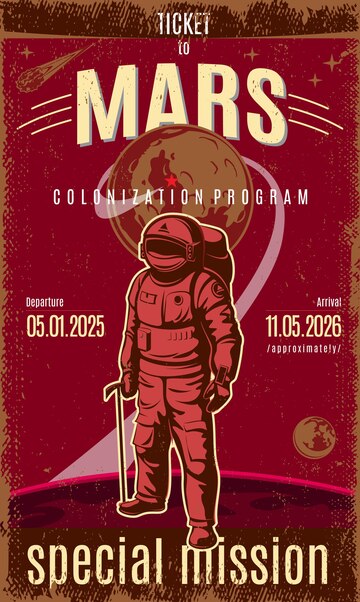 TICKET
to
MARS
COLONIZATION PROGRAM
Departure
05.01.2025
Arrival
11.05.2026
/approximately/
special mission